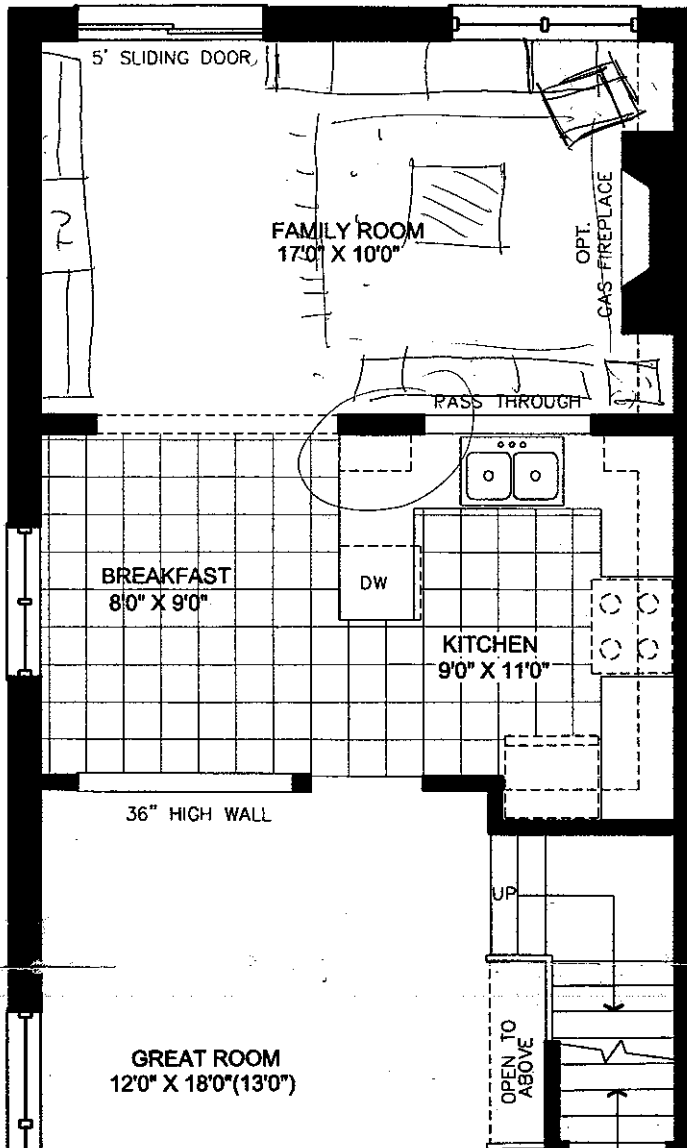 5' SLIDING DOOR
FAMILY ROOM
17'0" X 10'0"
TV
OPT.
GAS FIREPLACE
PASS THROUGH
BREAKFAST
8'0" X 9'0"
DW
KITCHEN
9'0" X 11'0"
36" HIGH WALL
UP
OPEN TO
ABOVE
GREAT ROOM
12'0" X 18'0"(13'0")